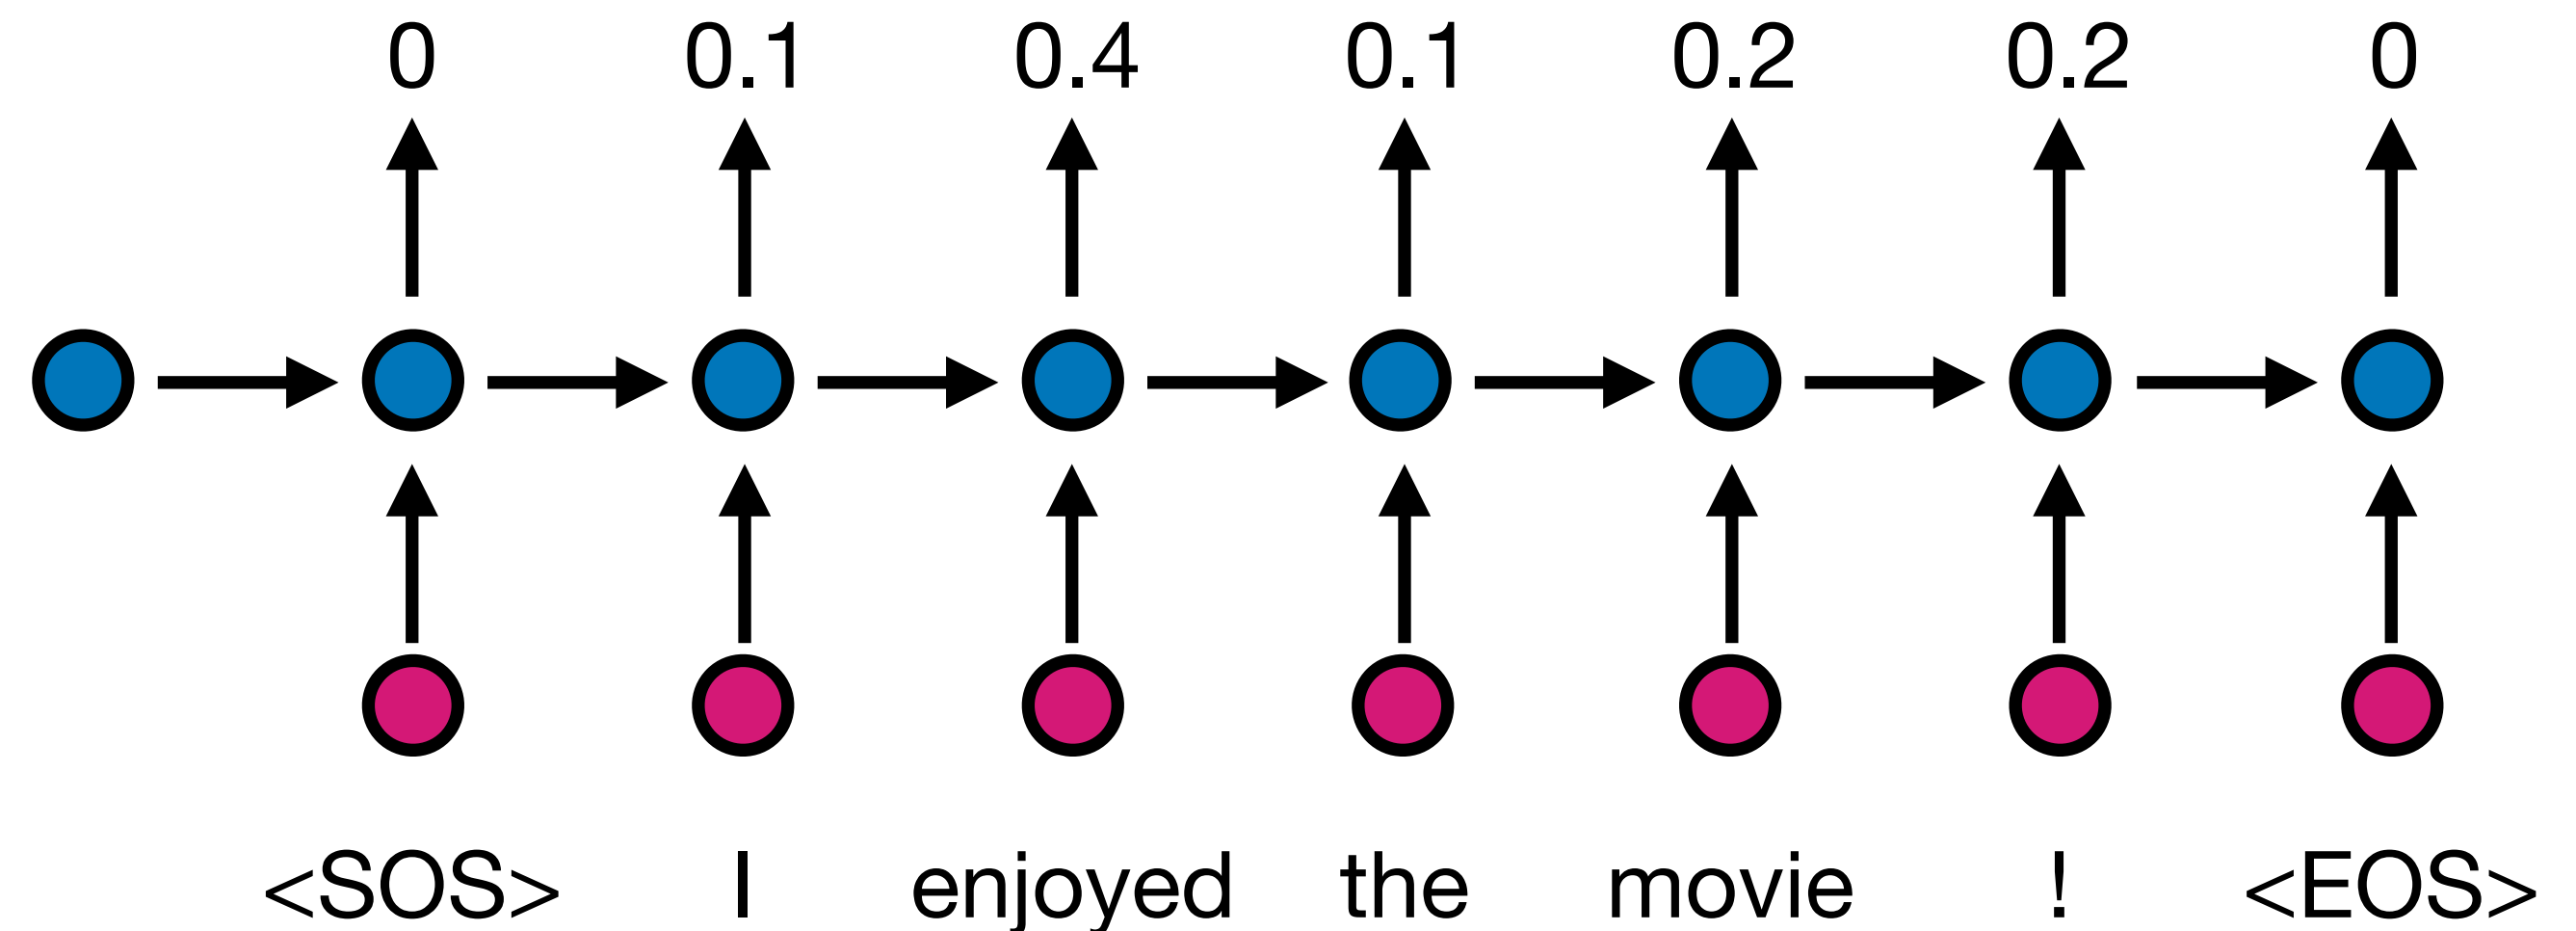 0 0.1 0.4 0.1 0.2 0.2 0
<SOS> I enjoyed the movie ! <EOS>